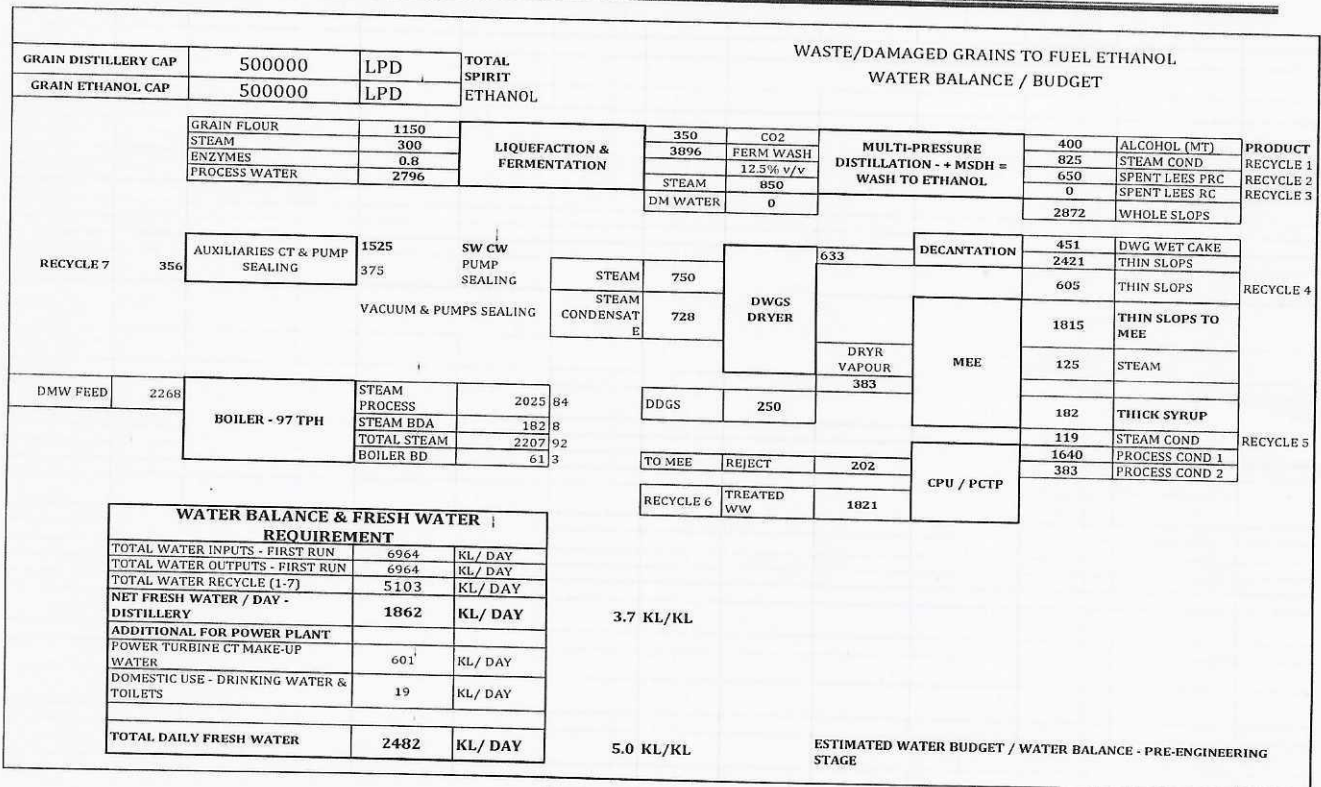 WASTE/DAMAGED GRAINS TO FUEL ETHANOL
WATER BALANCE / BUDGET
GRAIN DISTILLERY CAP 500000 LPD TOTAL SPIRIT
GRAIN ETHANOL CAP 500000 LPD ETHANOL
GRAIN FLOUR 1150
STEAM 300
ENZYMES 0.8
PROCESS WATER 2796
LIQUEFACTION &
FERMENTATION
350 CO2
3896 FERM WASH
12.5% v/v
STEAM 850
DM WATER 0
MULTI-PRESSURE
DISTILLATION - + MSDH =
WASH TO ETHANOL
400 ALCOHOL (MT) PRODUCT
825 STEAM COND RECYCLE 1
650 SPENT LEES PRC RECYCLE 2
0 SPENT LEES RC RECYCLE 3
2872 WHOLE SLOPS
RECYCLE 7 356
AUXILIARIES CT & PUMP
SEALING
1525 SW CW
375 PUMP
SEALING
VACUUM & PUMPS SEALING
STEAM 750
STEAM
CONDENSAT
E
728
DWGS
DRYER
633
DECANTATION
451 DWG WET CAKE
2421 THIN SLOPS
605 THIN SLOPS RECYCLE 4
1815 THIN SLOPS TO
MEE
MEE
125 STEAM
182 THICK SYRUP
DRYR
VAPOUR
383
DDGS 250
119 STEAM COND RECYCLE 5
1640 PROCESS COND 1
383 PROCESS COND 2
CPU / PCTP
TO MEE REJECT 202
RECYCLE 6 TREATED
WW
1821
DMW FEED 2268
BOILER - 97 TPH
STEAM
PROCESS
2025 84
STEAM BDA 182 8
TOTAL STEAM 2207 92
BOILER BD 61 3
WATER BALANCE & FRESH WATER
REQUIREMENT
TOTAL WATER INPUTS - FIRST RUN 6964 KL/ DAY
TOTAL WATER OUTPUTS - FIRST RUN 6964 KL/ DAY
TOTAL WATER RECYCLE (1-7) 5103 KL/ DAY
NET FRESH WATER / DAY -
DISTILLERY
1862 KL/ DAY 3.7 KL/KL
ADDITIONAL FOR POWER PLANT
POWER TURBINE CT MAKE-UP
WATER
601 KL/ DAY
DOMESTIC USE - DRINKING WATER &
TOILETS
19 KL/ DAY
TOTAL DAILY FRESH WATER 2482 KL/ DAY 5.0 KL/KL
ESTIMATED WATER BUDGET / WATER BALANCE - PRE-ENGINEERING
STAGE